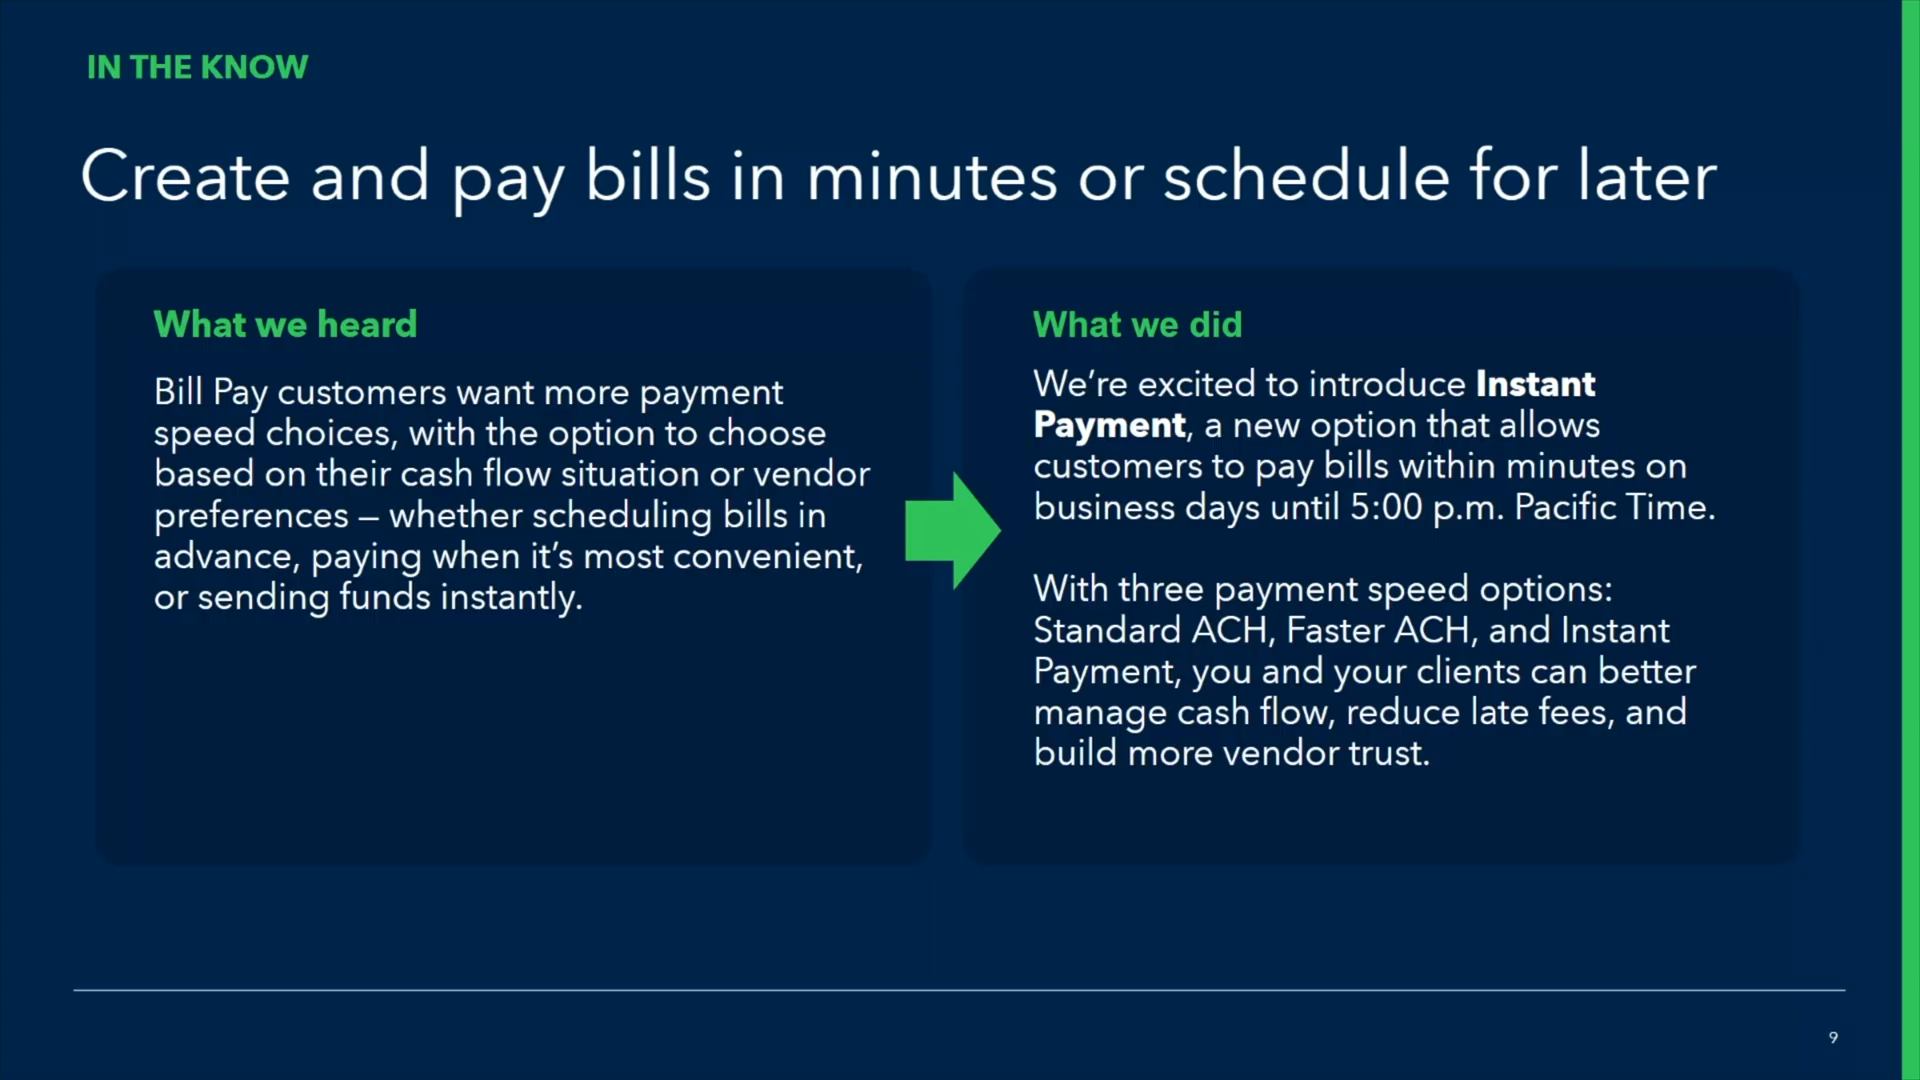 IN THE KNOW
Create and pay bills in minutes or schedule for later
What we heard
Bill Pay customers want more payment
speed choices, with the option to choose
based on their cash flow situation or vendor
preferences – whether scheduling bills in
advance, paying when it’s most convenient,
or sending funds instantly.
What we did
We’re excited to introduce Instant
Payment, a new option that allows
customers to pay bills within minutes on
business days until 5:00 p.m. Pacific Time.
With three payment speed options:
Standard ACH, Faster ACH, and Instant
Payment, you and your clients can better
manage cash flow, reduce late fees, and
build more vendor trust.
9